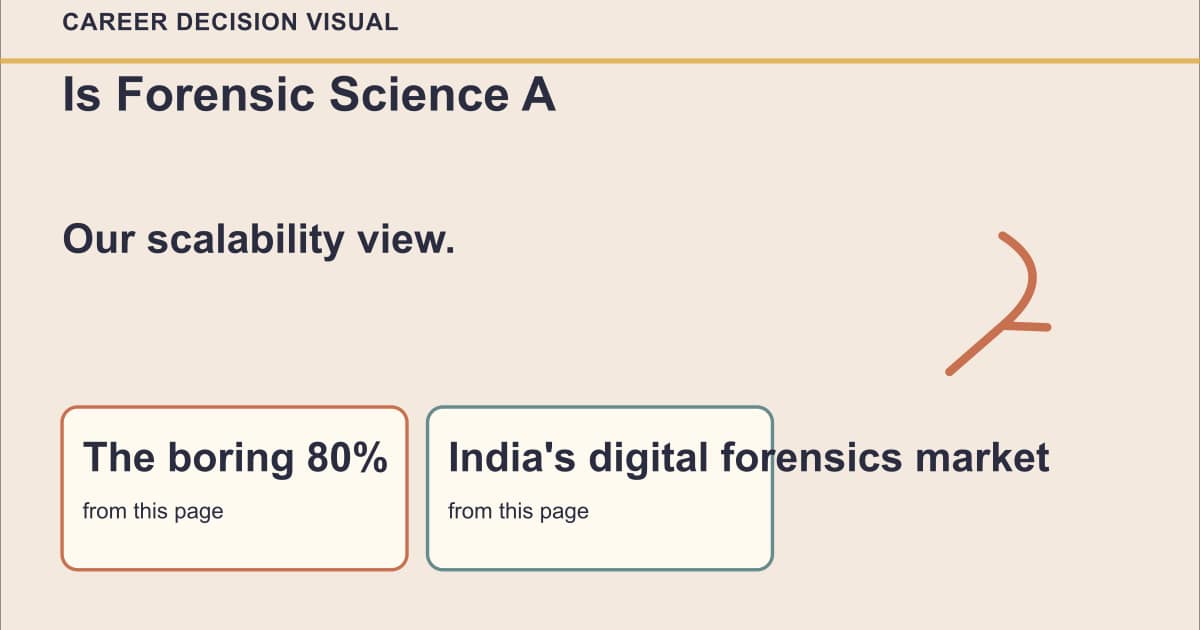 CAREER DECISION VISUAL
Is Forensic Science A
Our scalability view.
The boring 80%
from this page
India's digital forensics market
from this page